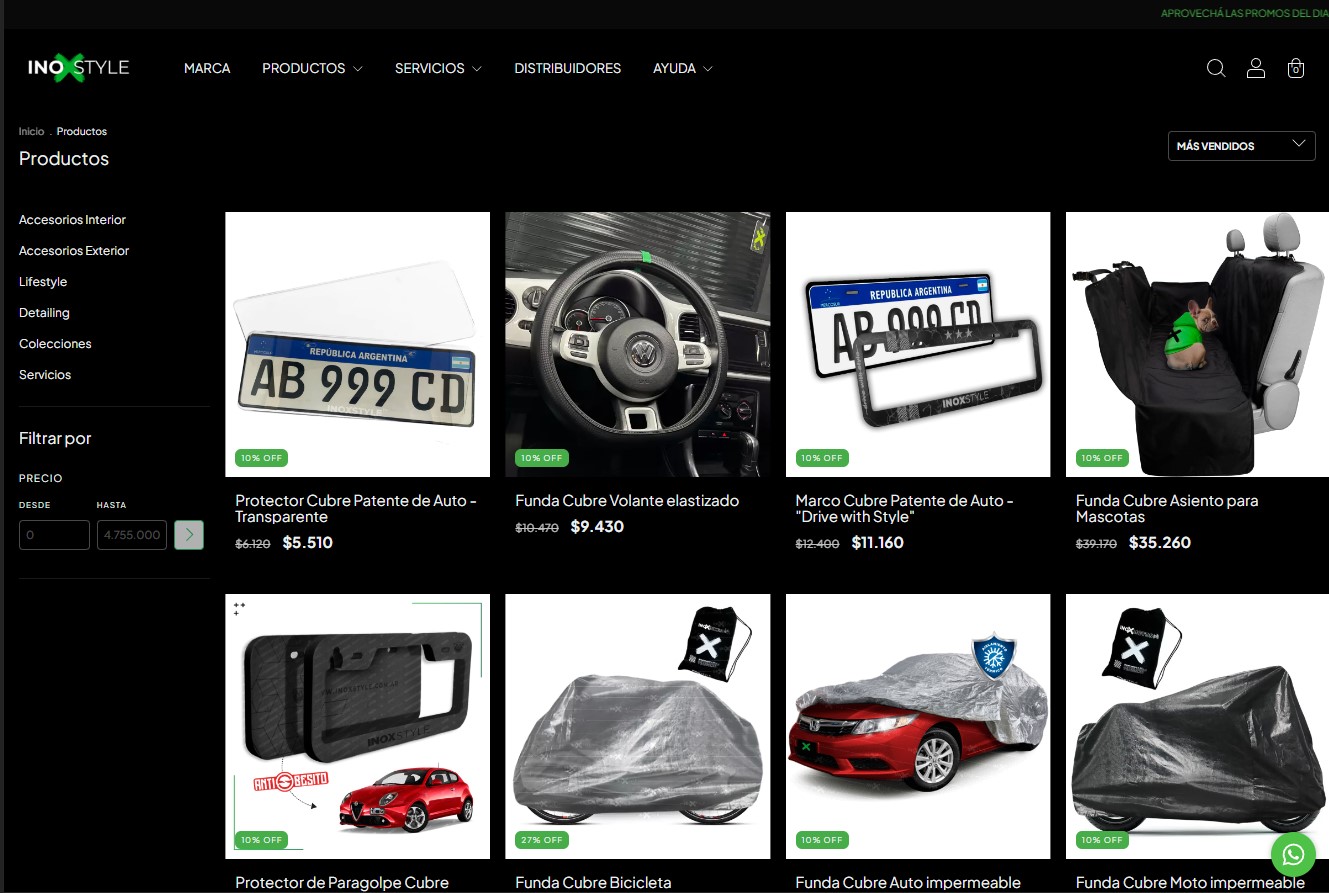 APROVECHÁ LAS PROMOS DEL DIA
INOXSTYLE
MARCA
PRODUCTOS
SERVICIOS
DISTRIBUIDORES
AYUDA
0
Inicio . Productos
Productos
MÁS VENDIDOS
Accesorios Interior
Accesorios Exterior
Lifestyle
Detailing
Colecciones
Servicios
Filtrar por
PRECIO
DESDE
HASTA
0
4.755.000
REPÚBLICA ARGENTINA
AB 999 CD
INOXSTYLE
10% OFF
Protector Cubre Patente de Auto -
Transparente
$6.120 $5.510
10% OFF
Funda Cubre Volante elastizado
$10.470 $9.430
REPUBLICA ARGENTINA
AB 999 CD
INOXSTYLE
10% OFF
Marco Cubre Patente de Auto -
"Drive with Style"
$12.400 $11.160
10% OFF
Funda Cubre Asiento para
Mascotas
$39.170 $35.260
INOXSTYLE
ANTI BESITO
10% OFF
Protector de Paragolpe Cubre
27% OFF
Funda Cubre Bicicleta
10% OFF
Funda Cubre Auto impermeable
10% OFF
Funda Cubre Moto impermeable